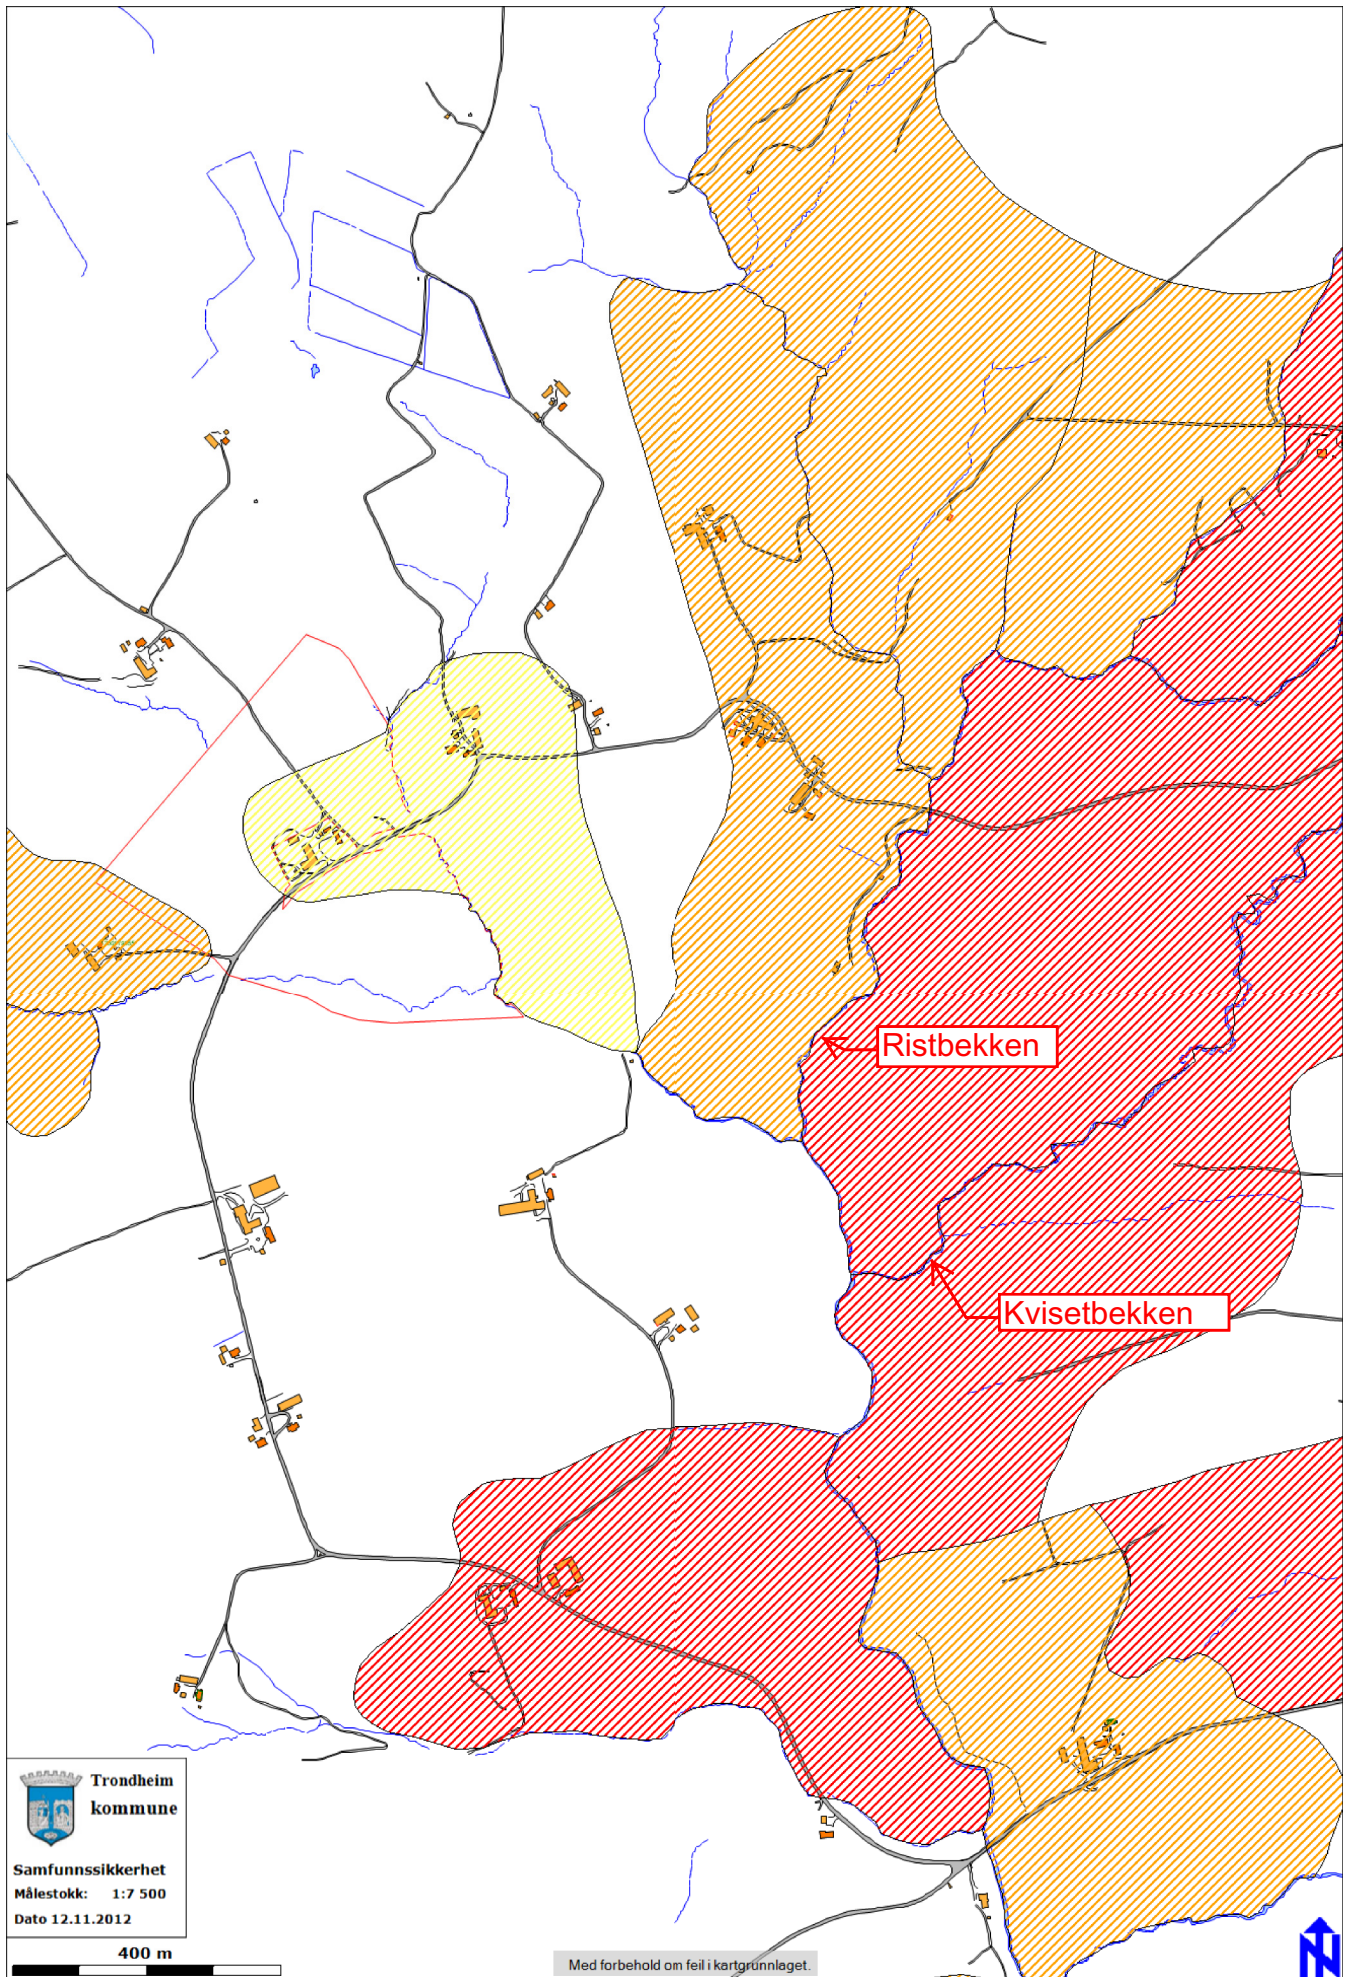 Ristbekken
Kvisetbekken
Trondheim
kommune
Samfunnssikkerhet
Målestokk: 1:7 500
Dato 12.11.2012
400 m
Med forbehold om feil i kartgrunnlaget.
N